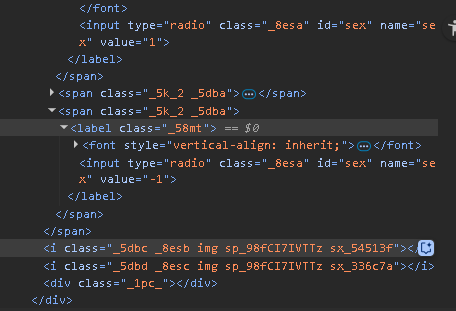 </font>
<input type="radio" class="_8esa" id="sex" name="se
x" value="1">
</label>
</span>
<span class="_5k_2 _5dba"> </span>
<span class="_5k_2 _5dba">
<label class="_58mt"> == $0
<font style="vertical-align: inherit;"> </font>
<input type="radio" class="_8esa" id="sex" name="se
x" value="-1">
</label>
</span>
</span>
<i class="_5dbc _8esb img sp_98fCI7IVTTz sx_54513f"></
<i class="_5dbd _8esc img sp_98fCI7IVTTz sx_336c7a"></i>
<div class="_1pc_"></div>
</div>